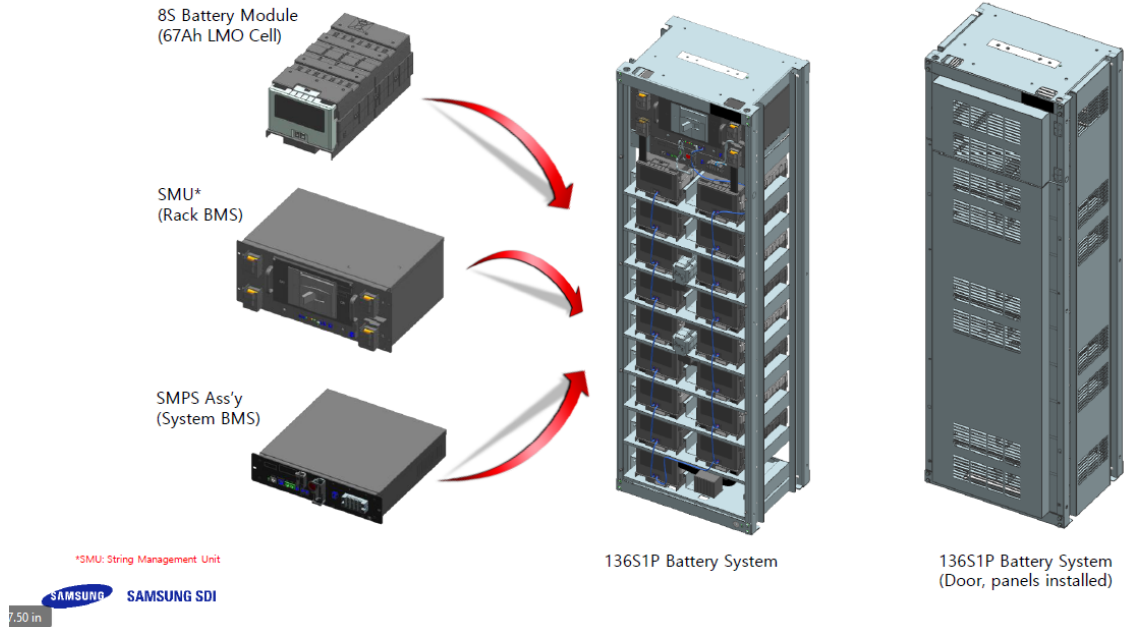 8S Battery Module
(67Ah LMO Cell)
SMU*
(Rack BMS)
SMPS Ass'y
(System BMS)
*SMU: String Management Unit
SAMSUNG
SAMSUNG SDI
7.50 in
136S1P Battery System
136S1P Battery System
(Door, panels installed)